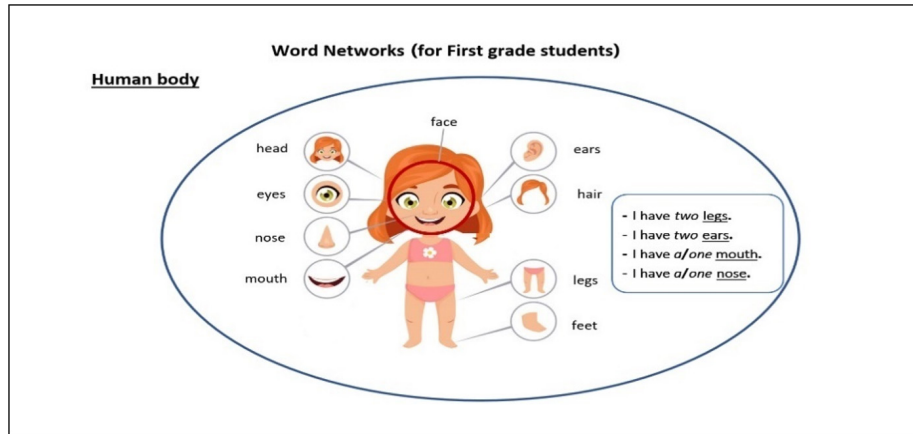 Word Networks (for First grade students)
Human body
face
head
ears
eyes
hair
nose
mouth
legs
feet
- I have two legs.
- I have two ears.
- I have a/one mouth.
- I have a/one nose.